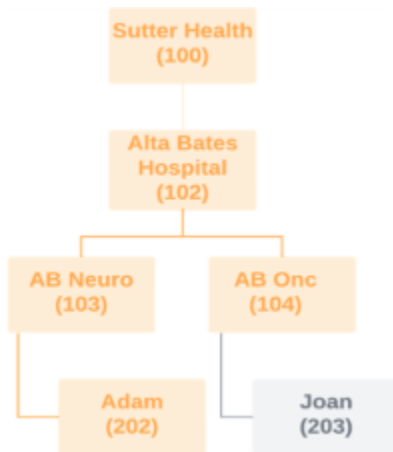 Sutter Health
(100)
Alta Bates
Hospital
(102)
AB Neuro
(103)
AB Onc
(104)
Adam
(202)
Joan
(203)